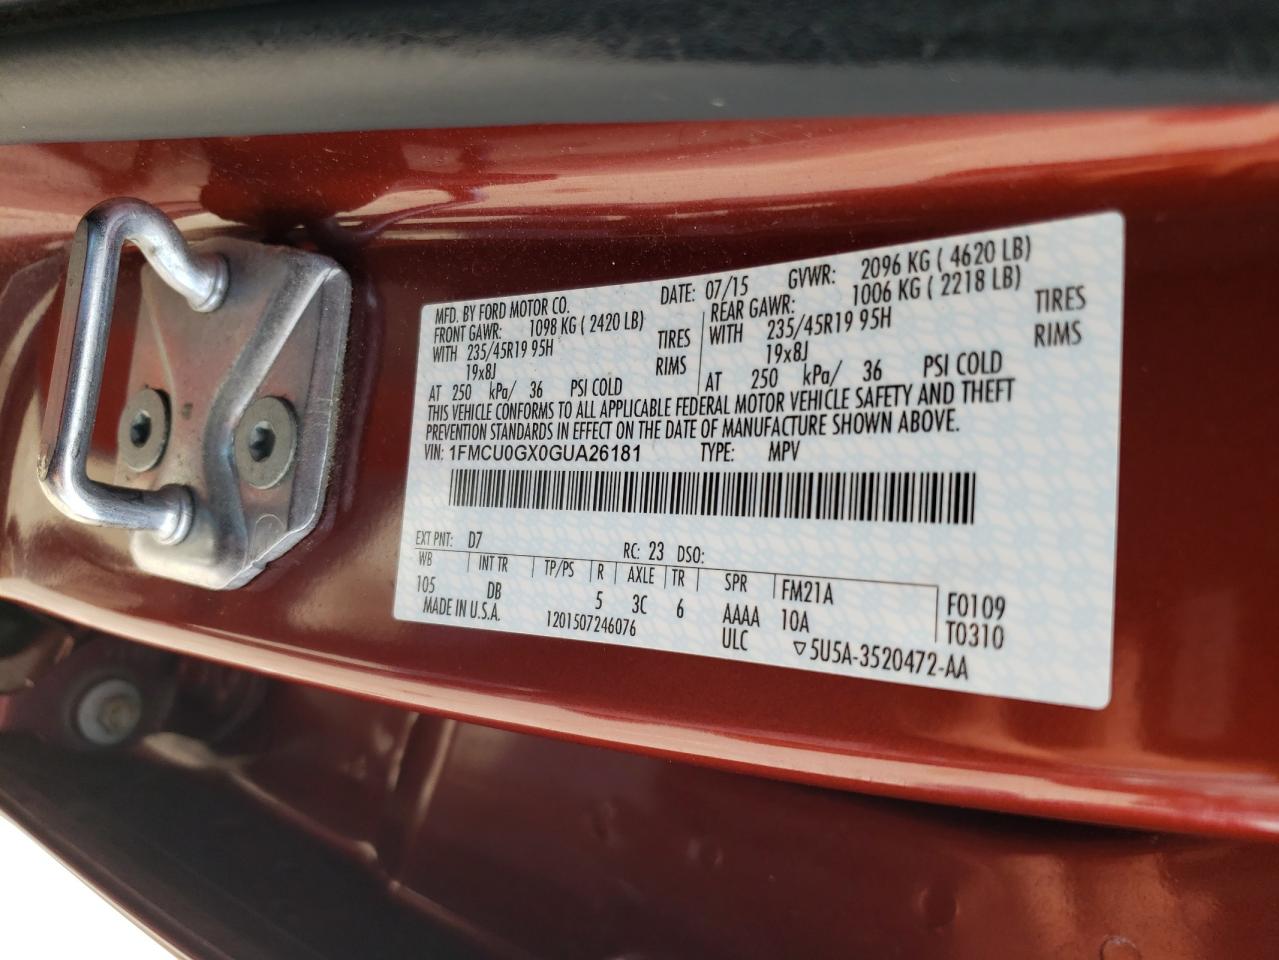 MFD. BY FORD MOTOR CO. DATE: 07/15 GVWR: 2096 KG ( 4620 LB)
FRONT GAWR: 1098 KG ( 2420 LB) REAR GAWR: 1006 KG ( 2218 LB)
WITH 235/45R19 95H TIRES WITH 235/45R19 95H TIRES
19x8J RIMS 19x8J RIMS
AT 250 kPa/ 36 PSI COLD AT 250 kPa/ 36 PSI COLD
THIS VEHICLE CONFORMS TO ALL APPLICABLE FEDERAL MOTOR VEHICLE SAFETY AND THEFT
PREVENTION STANDARDS IN EFFECT ON THE DATE OF MANUFACTURE SHOWN ABOVE.
VIN: 1FMCU0GX0GUA26181 TYPE: MPV
EXT PNT: D7 RC: 23 DSO:
WB INT TR TP/PS R AXLE TR SPR FM21A F0109
105 DB 5 3C 6 AAAA 10A T0310
MADE IN U.S.A. 1201507246076 ULC ▽5U5A-3520472-AA